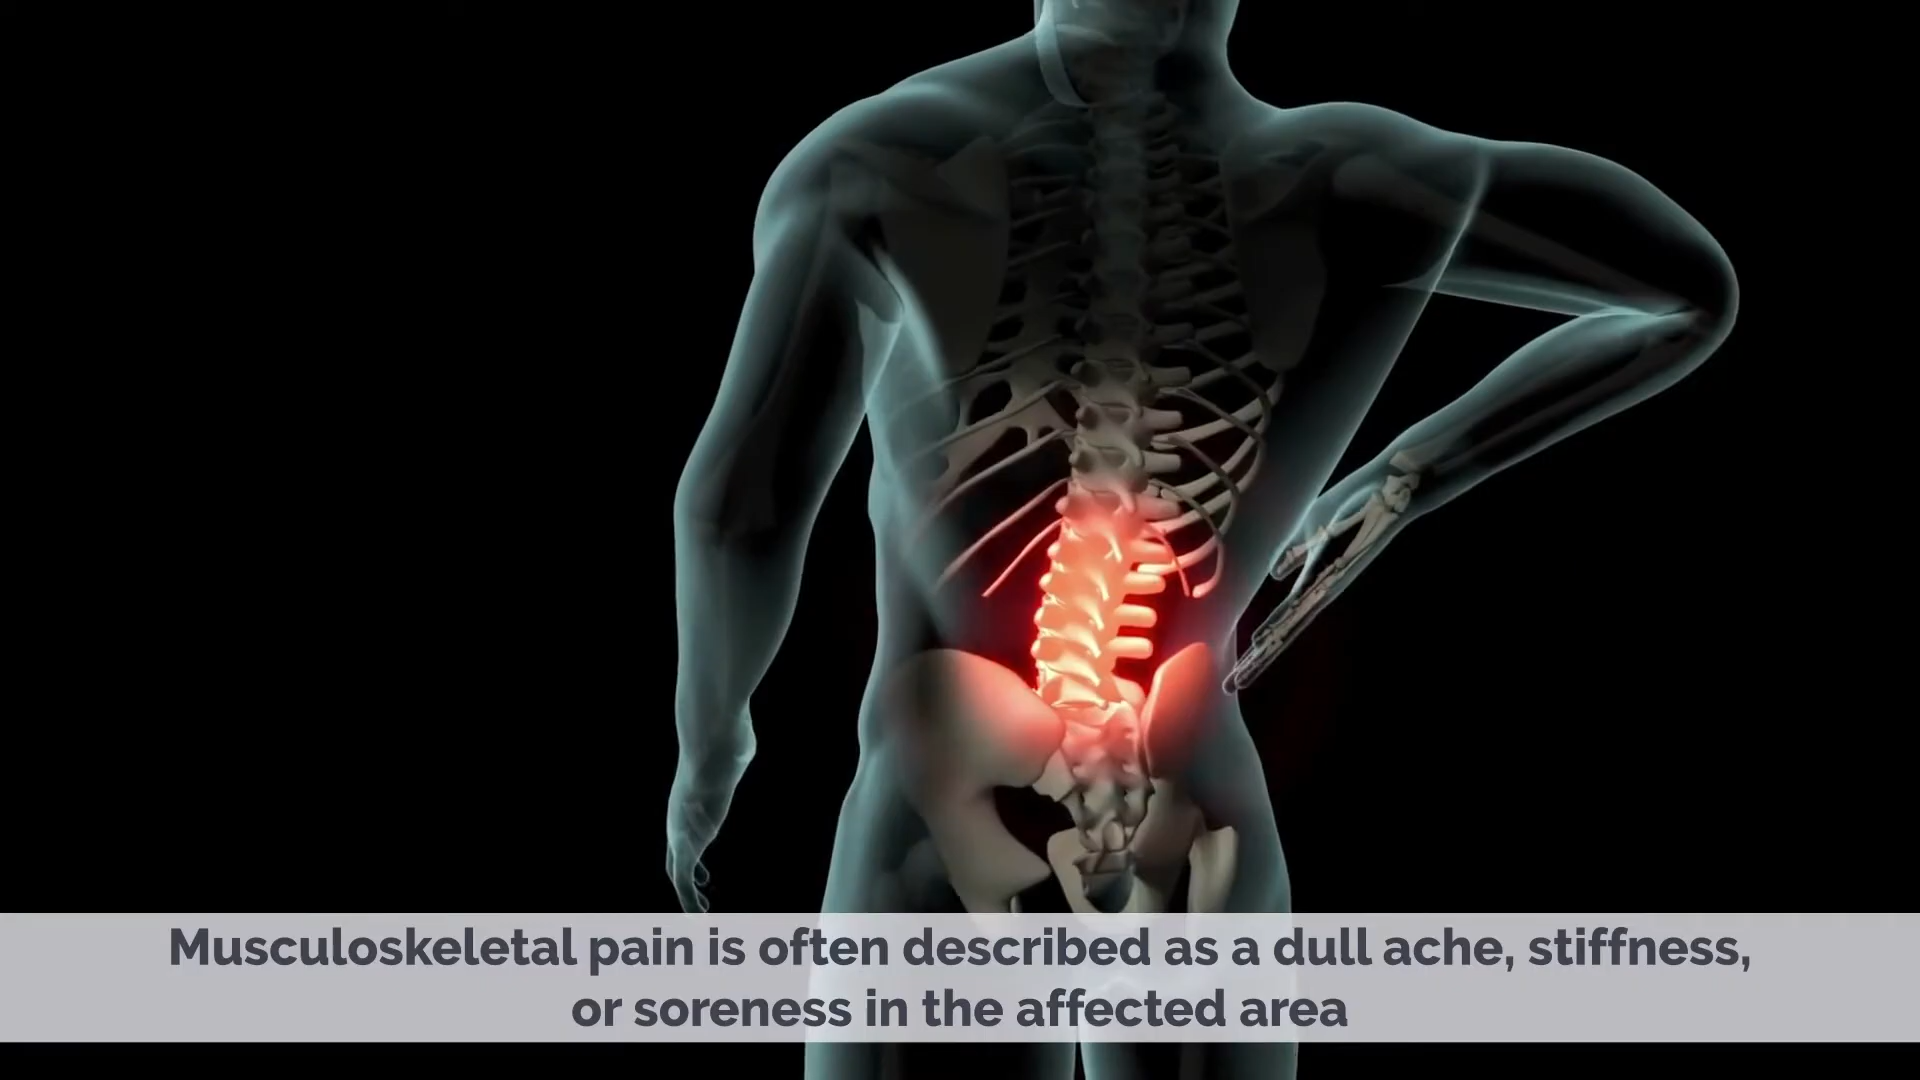 Musculoskeletal pain is often described as a dull ache, stiffness,
or soreness in the affected area